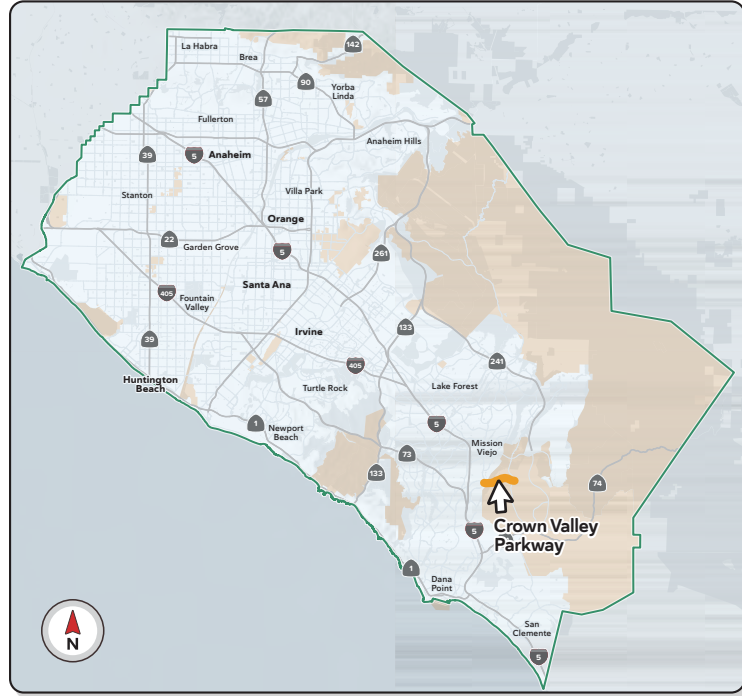 La Habra
142
Brea
90
Yorba
Linda
57
Fullerton
Anaheim Hills
39
5
Anaheim
Stanton
Villa Park
Orange
22
Garden Grove
5
261
Santa Ana
405
Fountain
Valley
133
Irvine
39
241
405
Huntington
Beach
Turtle Rock
Lake Forest
1
Newport
Beach
5
Mission
Viejo
73
133
74
Crown Valley
Parkway
5
1
Dana
Point
San
Clemente
5
N